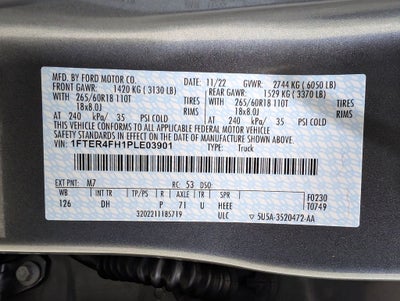 MFD. BY FORD MOTOR CO. 11/22 GVWR: 2744 KG (6050 LB)
FRONT GAWR: 1420 KG (3130 LB) REAR GAWR: 1529 KG (3370 LB)
WITH 265/60R18 110T TIRES WITH 265/60R18 110T TIRES
18x8.0J RIMS 18x8.0J RIMS
AT 240 kPa/ 35 PSI COLD AT 240 kPa/ 35 PSI COLD
THIS VEHICLE CONFORMS TO ALL APPLICABLE FEDERAL MOTOR VEHICLE
SAFETY STANDARDS IN EFFECT ON THE DATE OF MANUFACTURE SHOWN ABOVE.
VIN: 1FTER4FH1PLE03901 TYPE: Truck
EXT PNT: M7 RC: 53 DSO:
WB INT TR TP/PS R AXLE TR SPR F0230
126 DH P 71 U HEEE T0749
3202211185719 ULC 5U5A-3520472-AA